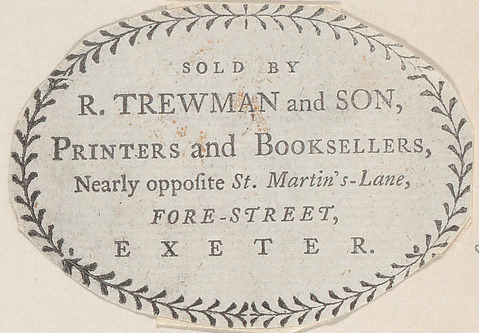 SOLD BY
R. TREWMAN and SON,
PRINTERS and BOOKSELLERS,
Nearly oppoſite St. Martin's-Lane,
FORE-STREET,
EXETER.